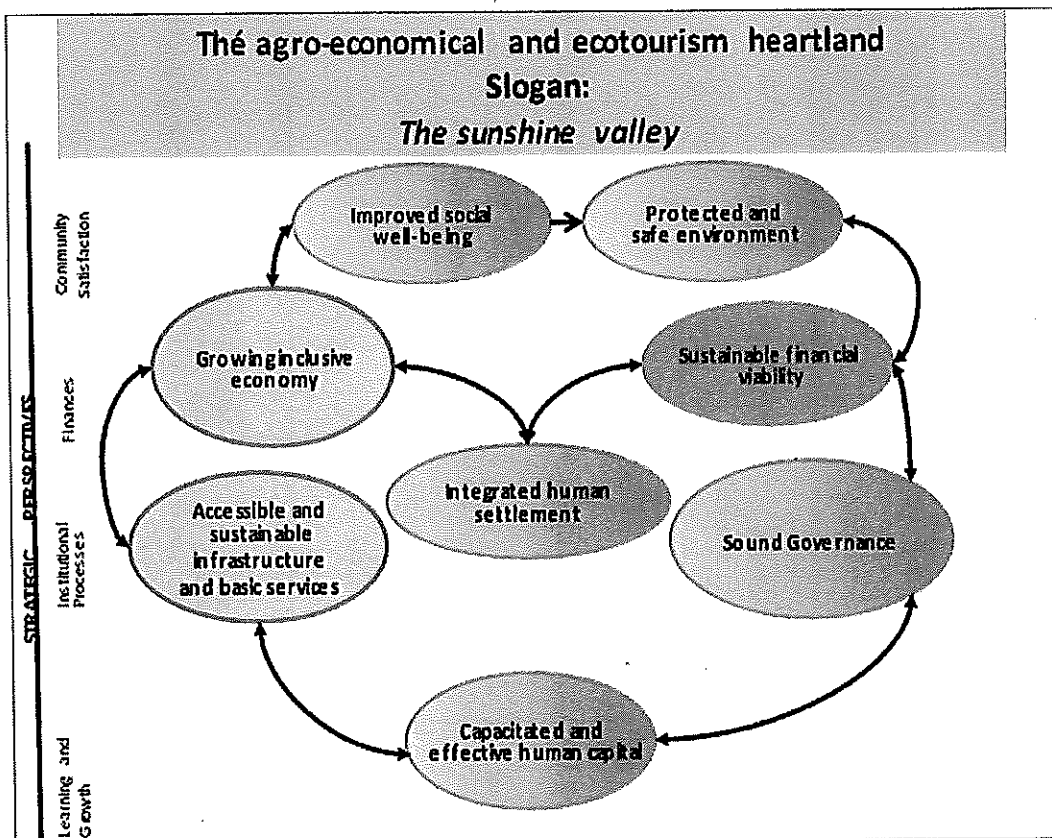 Thé agro-economical and ecotourism heartland
Slogan:
The sunshine valley
STRATEGIC PERSPECTIVES
Community
Satisfaction
Finances
Institutional
Processes
Learning and
Growth
Improved social
well-being
Protected and
safe environment
Growing inclusive
economy
Sustainable financial
viability
Integrated human
settlement
Accessible and
sustainable
infrastructure
and basic services
Sound Governance
Capacitated and
effective human capital